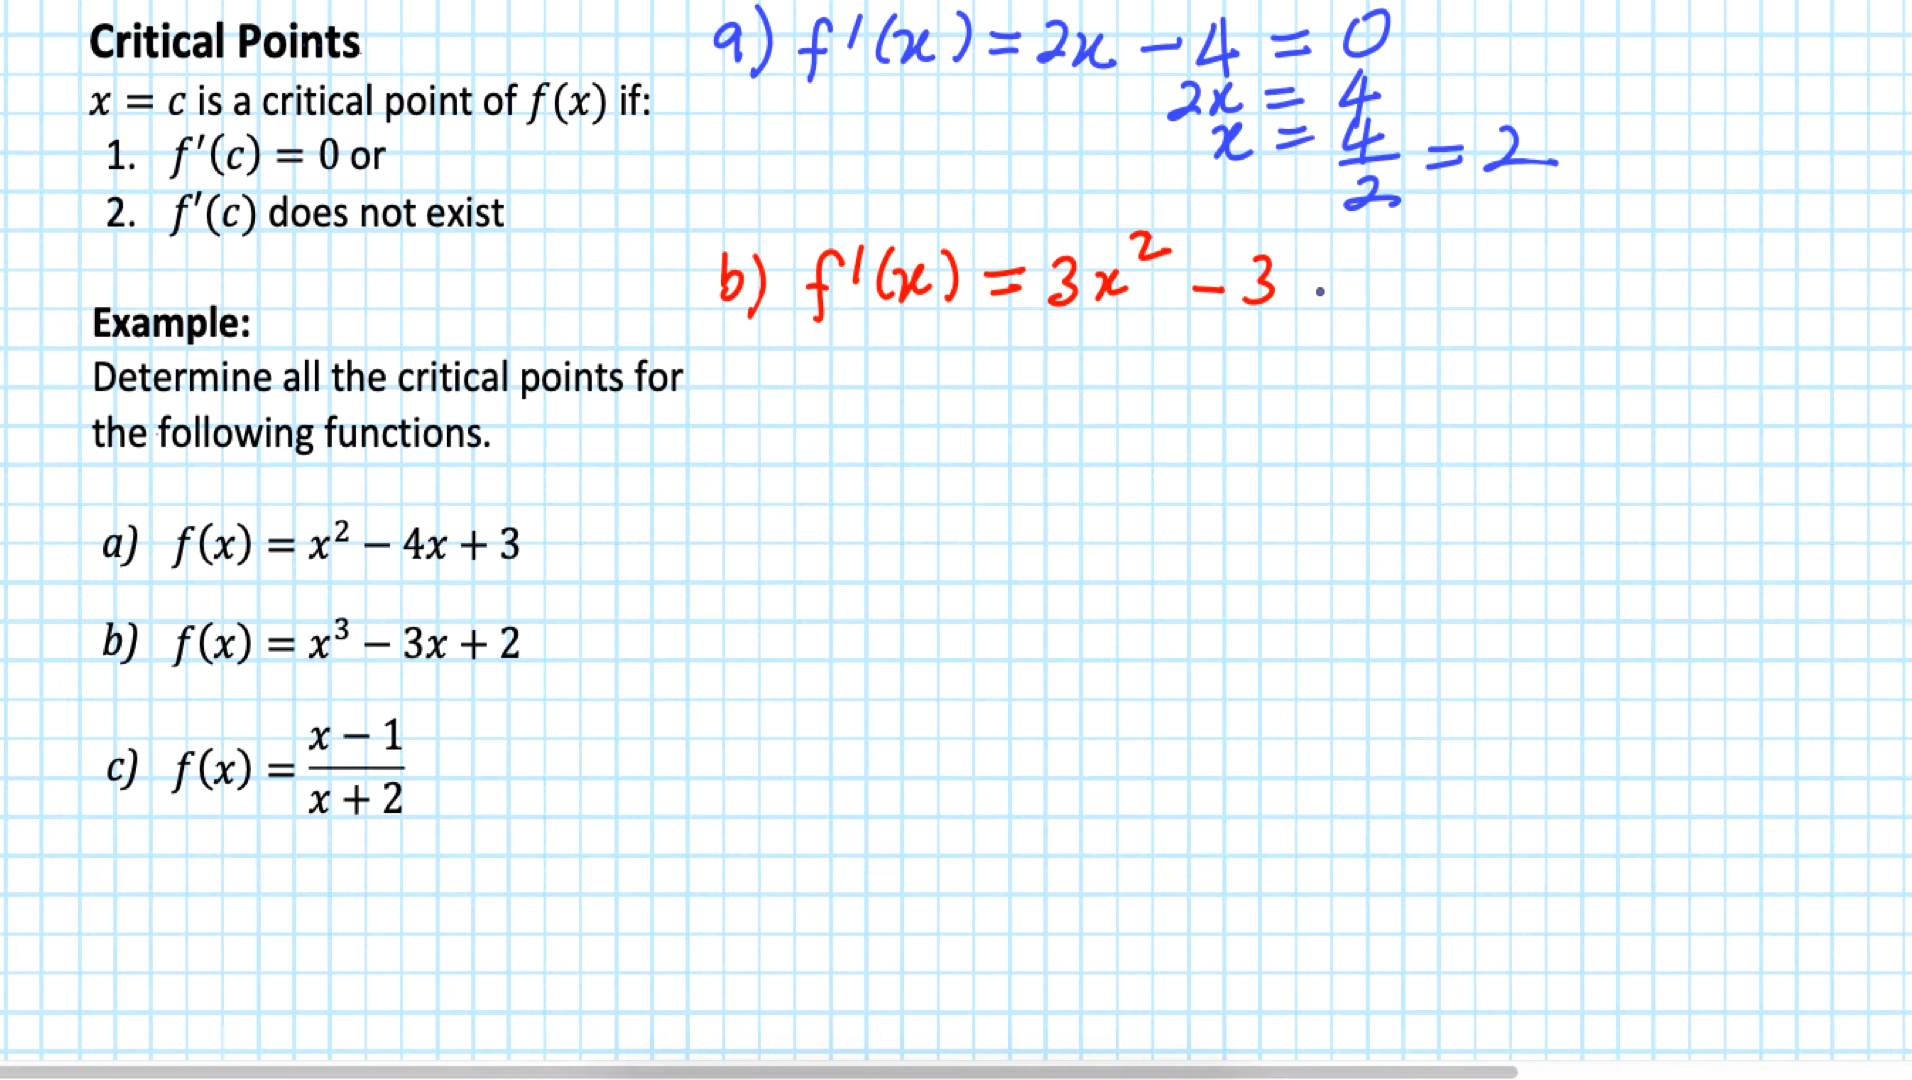 Critical Points
x = c is a critical point of f(x) if:
1. f′(c) = 0 or
2. f′(c) does not exist
Example:
Determine all the critical points for
the following functions.
a) f(x) = x² − 4x + 3
b) f(x) = x³ − 3x + 2
c) f(x) = (x − 1)/(x + 2)
a) f'(x) = 2x − 4 = 0
2x = 4
x = 4/2 = 2
b) f'(x) = 3x² − 3